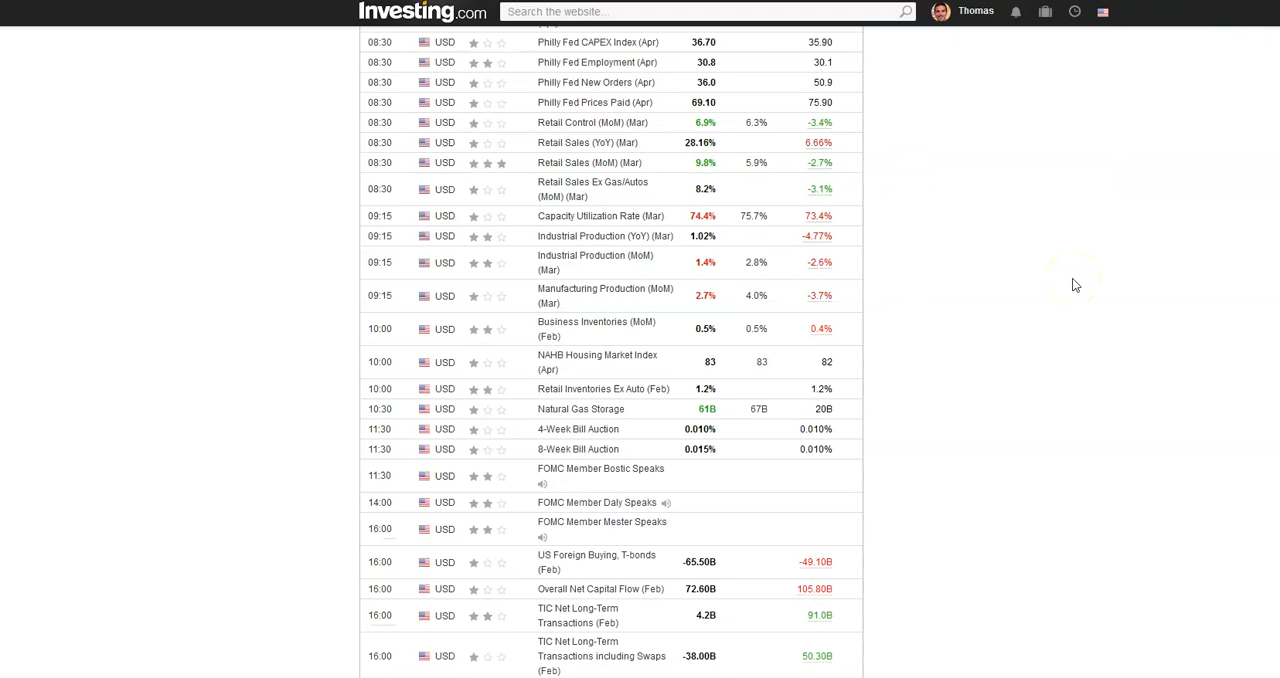 Investing.com
Search the website...
Thomas
08:30 USD Philly Fed CAPEX Index (Apr) 36.70 35.90
08:30 USD Philly Fed Employment (Apr) 30.8 30.1
08:30 USD Philly Fed New Orders (Apr) 36.0 50.9
08:30 USD Philly Fed Prices Paid (Apr) 69.10 75.90
08:30 USD Retail Control (MoM) (Mar) 6.9% 6.3% -3.4%
08:30 USD Retail Sales (YoY) (Mar) 28.16% 6.66%
08:30 USD Retail Sales (MoM) (Mar) 9.8% 5.9% -2.7%
08:30 USD Retail Sales Ex Gas/Autos
(MoM) (Mar) 8.2% -3.1%
09:15 USD Capacity Utilization Rate (Mar) 74.4% 75.7% 73.4%
09:15 USD Industrial Production (YoY) (Mar) 1.02% -4.77%
09:15 USD Industrial Production (MoM)
(Mar) 1.4% 2.8% -2.6%
09:15 USD Manufacturing Production (MoM)
(Mar) 2.7% 4.0% -3.7%
10:00 USD Business Inventories (MoM)
(Feb) 0.5% 0.5% 0.4%
10:00 USD NAHB Housing Market Index
(Apr) 83 83 82
10:00 USD Retail Inventories Ex Auto (Feb) 1.2% 1.2%
10:30 USD Natural Gas Storage 61B 67B 20B
11:30 USD 4-Week Bill Auction 0.010% 0.010%
11:30 USD 8-Week Bill Auction 0.015% 0.010%
11:30 USD FOMC Member Bostic Speaks
14:00 USD FOMC Member Daly Speaks
16:00 USD FOMC Member Mester Speaks
16:00 USD US Foreign Buying, T-bonds
(Feb) -65.50B -49.10B
16:00 USD Overall Net Capital Flow (Feb) 72.60B 105.80B
16:00 USD TIC Net Long-Term
Transactions (Feb) 4.2B 91.0B
16:00 USD TIC Net Long-Term
Transactions including Swaps -38.00B 50.30B
(Feb)